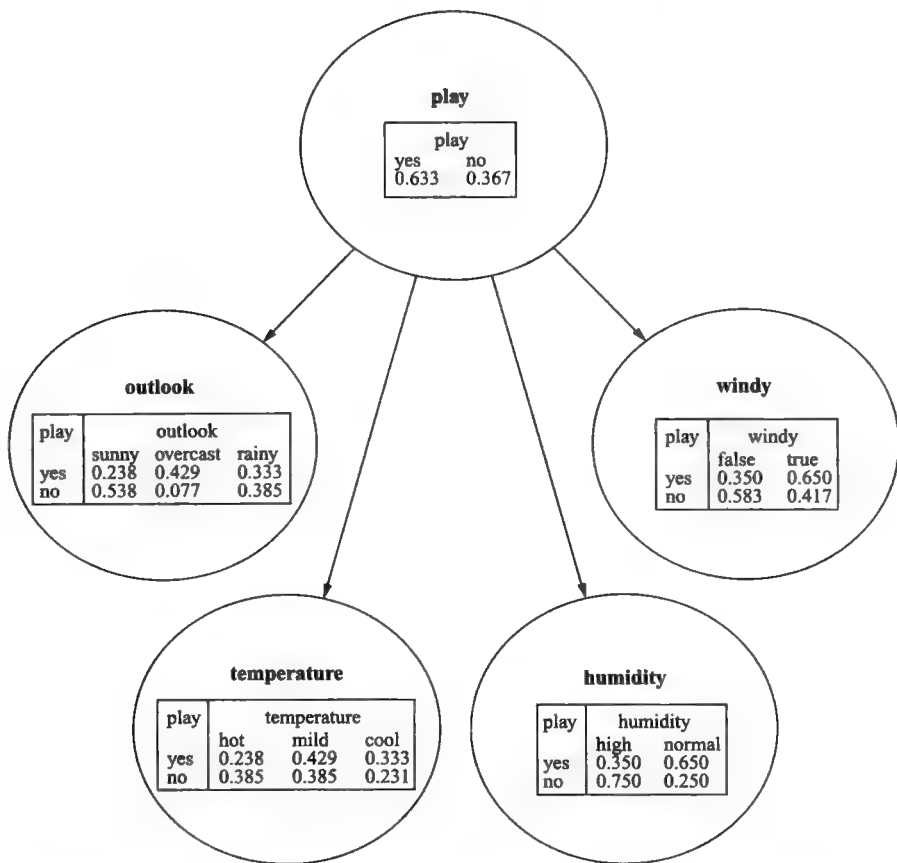 play
play
yes no
0.633 0.367
outlook
play outlook
sunny overcast rainy
yes 0.238 0.429 0.333
no 0.538 0.077 0.385
windy
play windy
false true
yes 0.350 0.650
no 0.583 0.417
temperature
play temperature
hot mild cool
yes 0.238 0.429 0.333
no 0.385 0.385 0.231
humidity
play humidity
high normal
yes 0.350 0.650
no 0.750 0.250